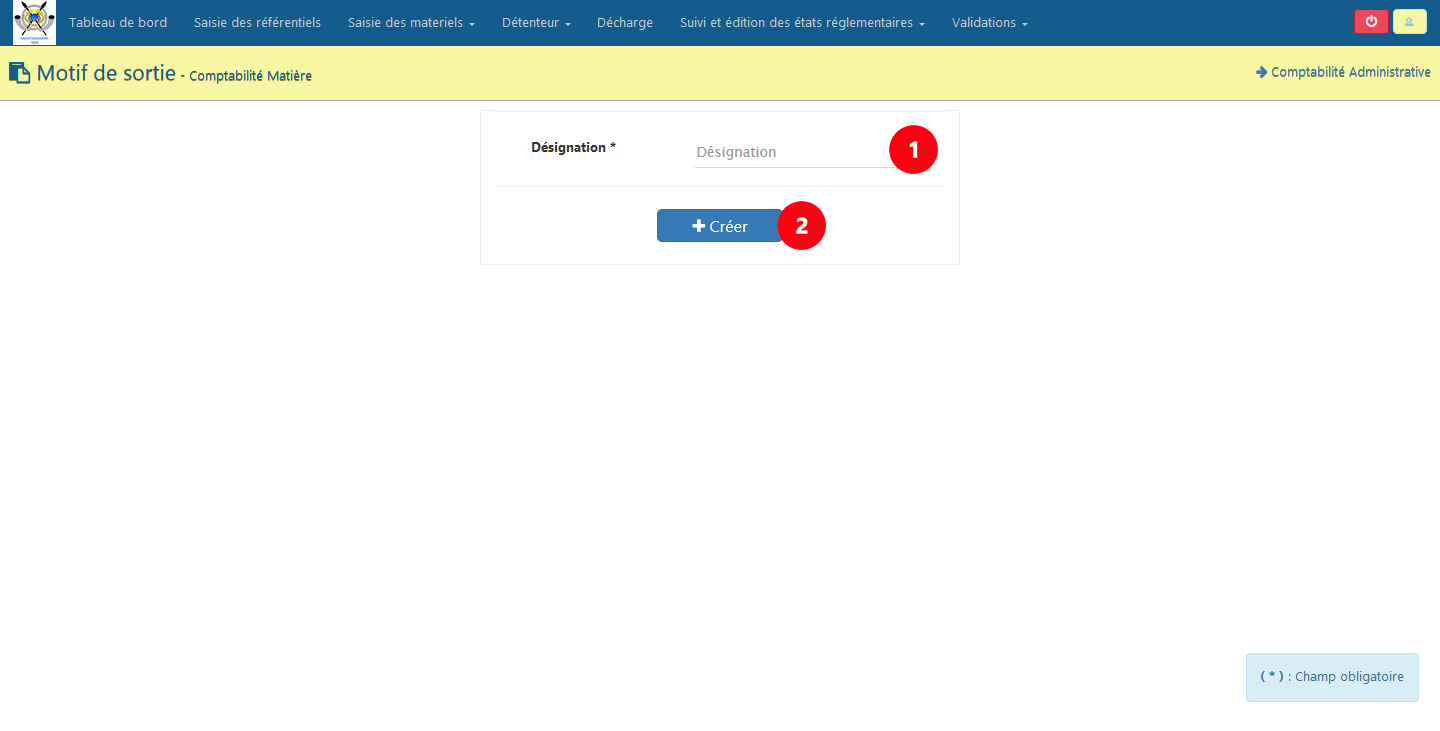 Tableau de bord Saisie des référentiels Saisie des materiels Détenteur Décharge Suivi et édition des états réglementaires Validations
Motif de sortie - Comptabilité Matière
Comptabilité Administrative
Désignation * Désignation 1
Créer 2
( * ) : Champ obligatoire